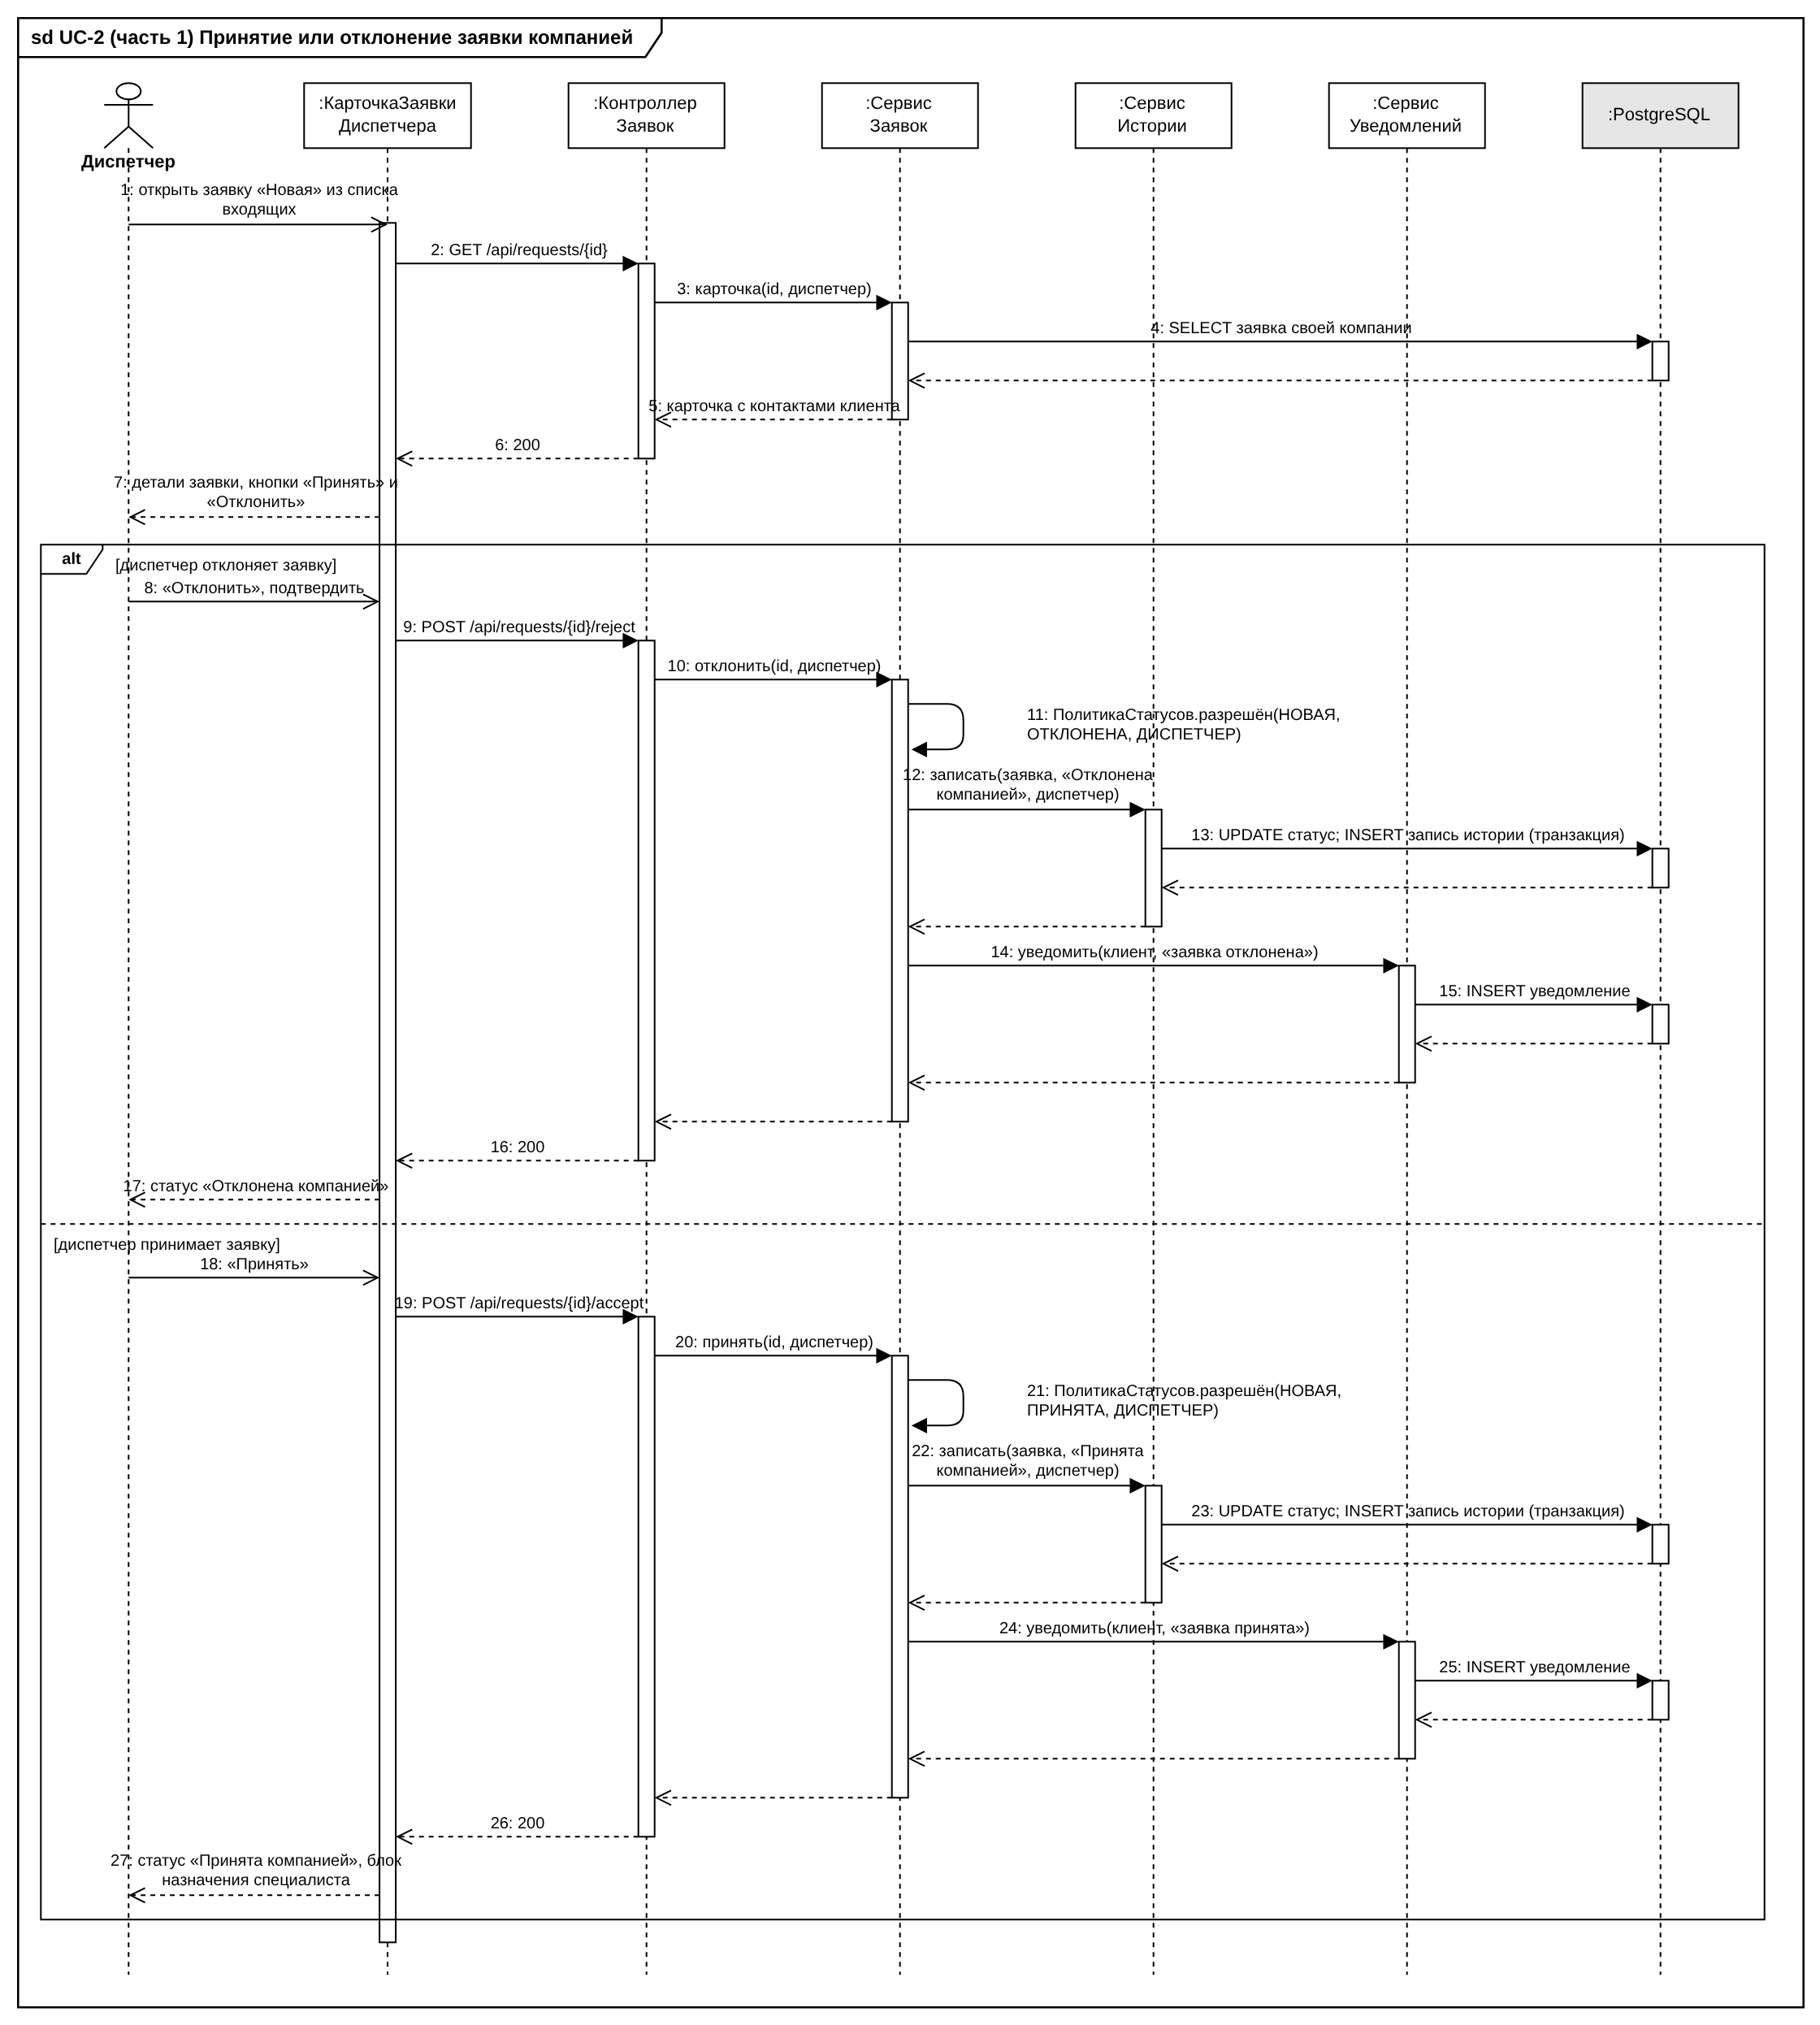 sd UC-2 (часть 1) Принятие или отклонение заявки компанией
Диспетчер
:КарточкаЗаявки
Диспетчера
:Контроллер
Заявок
:Сервис
Заявок
:Сервис
Истории
:Сервис
Уведомлений
:PostgreSQL
1: открыть заявку «Новая» из списка
входящих
2: GET /api/requests/{id}
3: карточка(id, диспетчер)
4: SELECT заявка своей компании
5: карточка с контактами клиента
6: 200
7: детали заявки, кнопки «Принять» и
«Отклонить»
alt
[диспетчер отклоняет заявку]
8: «Отклонить», подтвердить
9: POST /api/requests/{id}/reject
10: отклонить(id, диспетчер)
11: ПолитикаСтатусов.разрешён(НОВАЯ,
ОТКЛОНЕНА, ДИСПЕТЧЕР)
12: записать(заявка, «Отклонена
компанией», диспетчер)
13: UPDATE статус; INSERT запись истории (транзакция)
14: уведомить(клиент, «заявка отклонена»)
15: INSERT уведомление
16: 200
17: статус «Отклонена компанией»
[диспетчер принимает заявку]
18: «Принять»
19: POST /api/requests/{id}/accept
20: принять(id, диспетчер)
21: ПолитикаСтатусов.разрешён(НОВАЯ,
ПРИНЯТА, ДИСПЕТЧЕР)
22: записать(заявка, «Принята
компанией», диспетчер)
23: UPDATE статус; INSERT запись истории (транзакция)
24: уведомить(клиент, «заявка принята»)
25: INSERT уведомление
26: 200
27: статус «Принята компанией», блок
назначения специалиста